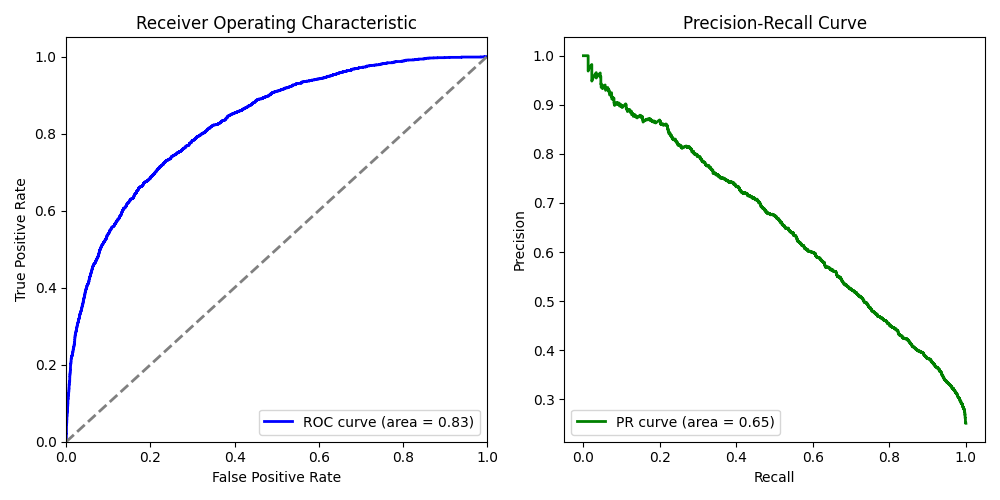 Receiver Operating Characteristic
True Positive Rate
1.0
0.8
0.6
0.4
0.2
0.0
ROC curve (area = 0.83)
0.0 0.2 0.4 0.6 0.8 1.0
False Positive Rate
Precision-Recall Curve
Precision
1.0
0.9
0.8
0.7
0.6
0.5
0.4
0.3
PR curve (area = 0.65)
0.0 0.2 0.4 0.6 0.8 1.0
Recall